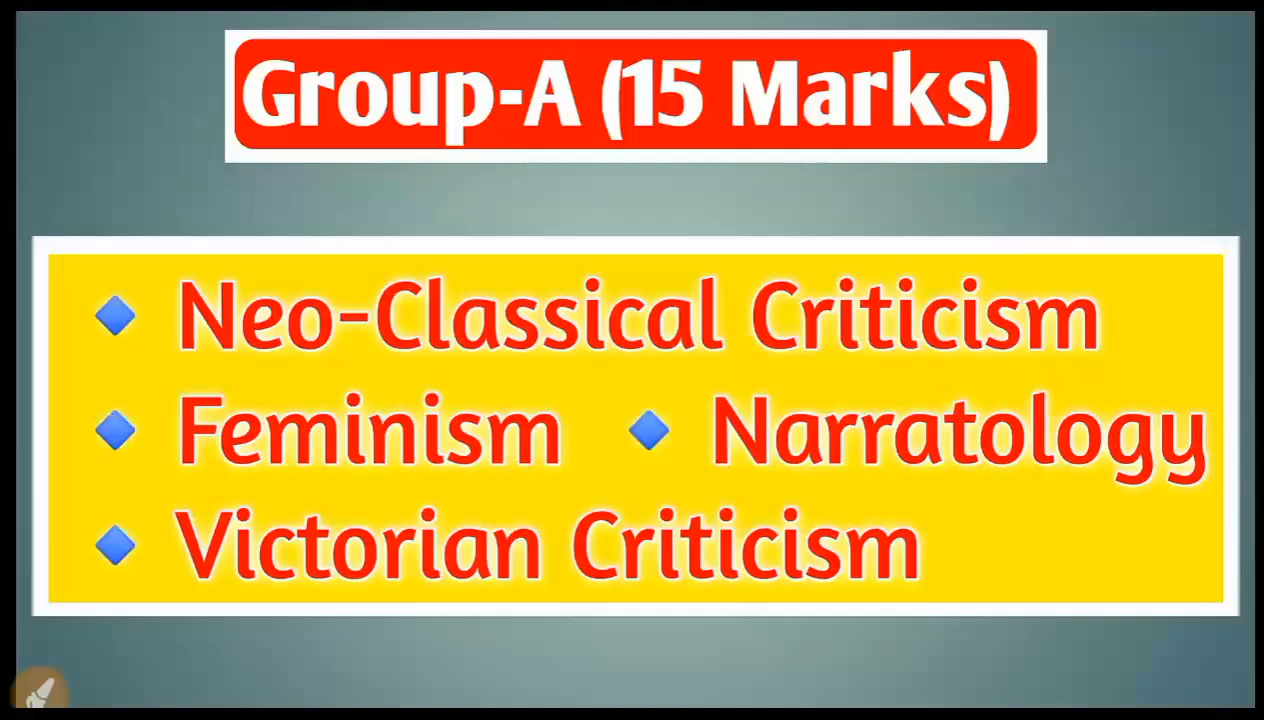 Group-A (15 Marks)
🔹 Neo-Classical Criticism
🔹 Feminism 🔹 Narratology
🔹 Victorian Criticism